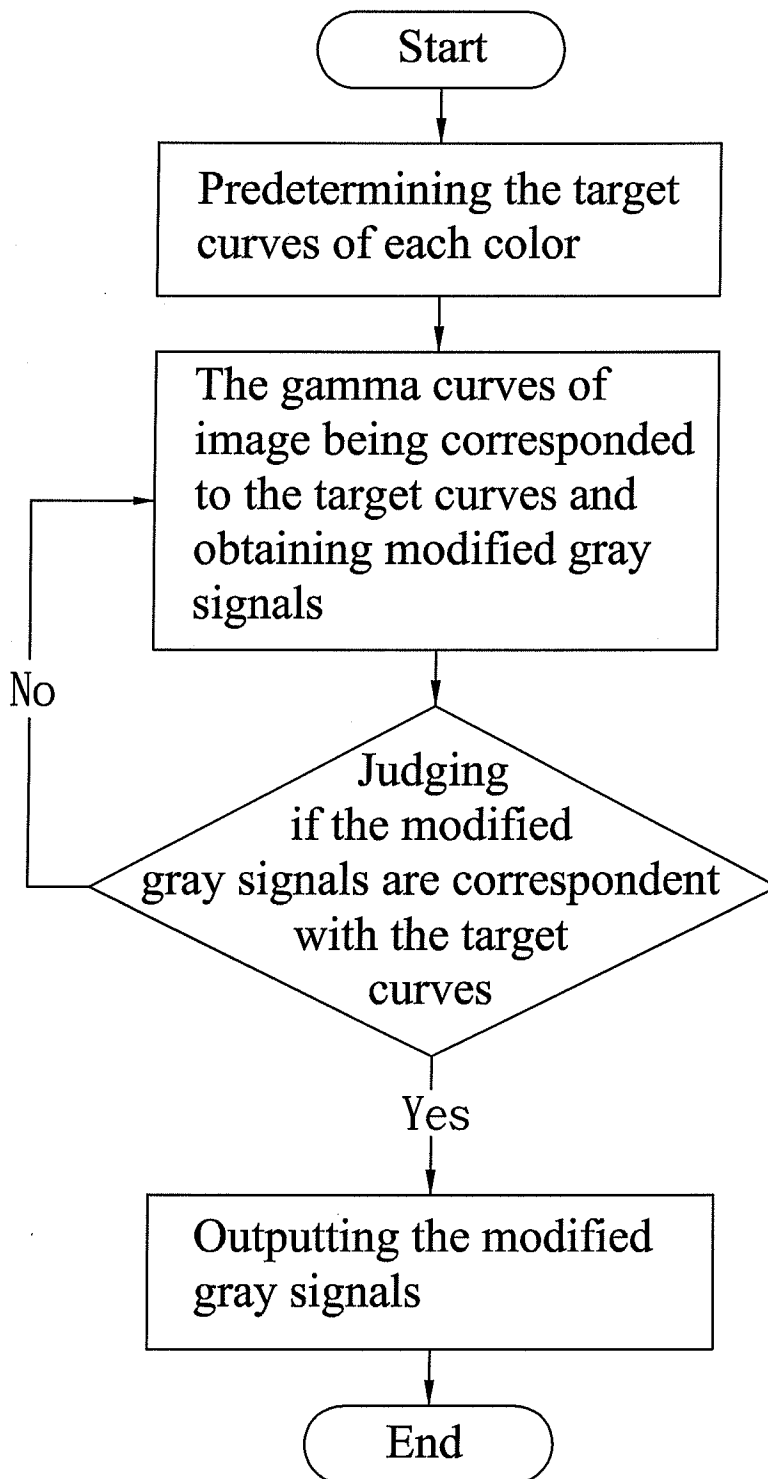 Start
Predetermining the target
curves of each color
The gamma curves of
image being corresponded
to the target curves and
obtaining modified gray
signals
No
Judging
if the modified
gray signals are correspondent
with the target
curves
Yes
Outputting the modified
gray signals
End